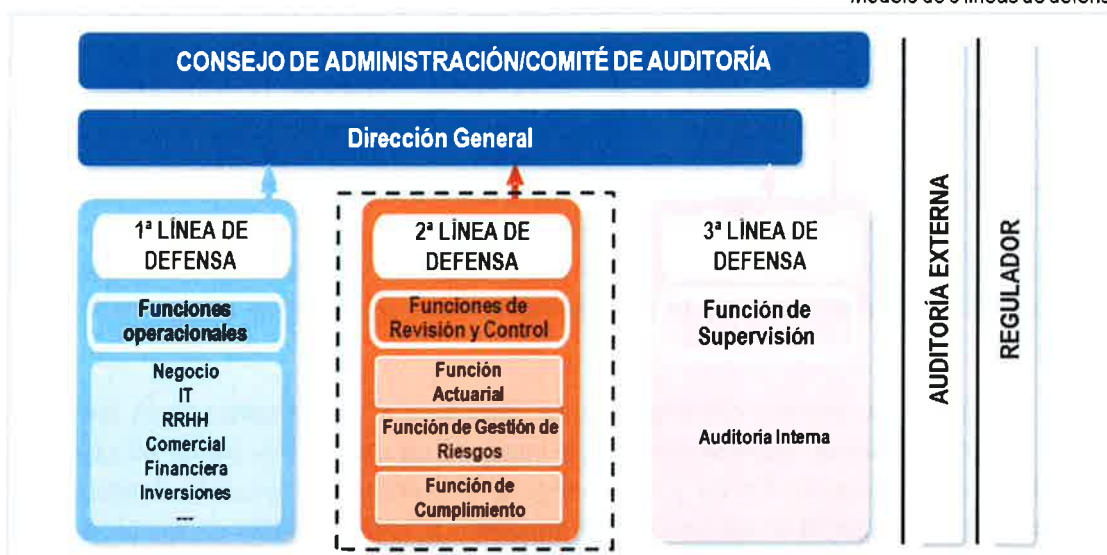 CONSEJO DE ADMINISTRACIÓN/COMITÉ DE AUDITORÍA
Dirección General
1ª LÍNEA DE
DEFENSA
Funciones
operacionales
Negocio
IT
RRHH
Comercial
Financiera
Inversiones
---
2ª LÍNEA DE
DEFENSA
Funciones de
Revisión y Control
Función
Actuarial
Función de Gestión de
Riesgos
Función de
Cumplimiento
3ª LÍNEA DE
DEFENSA
Función de
Supervisión
Auditoría Interna
AUDITORÍA EXTERNA
REGULADOR